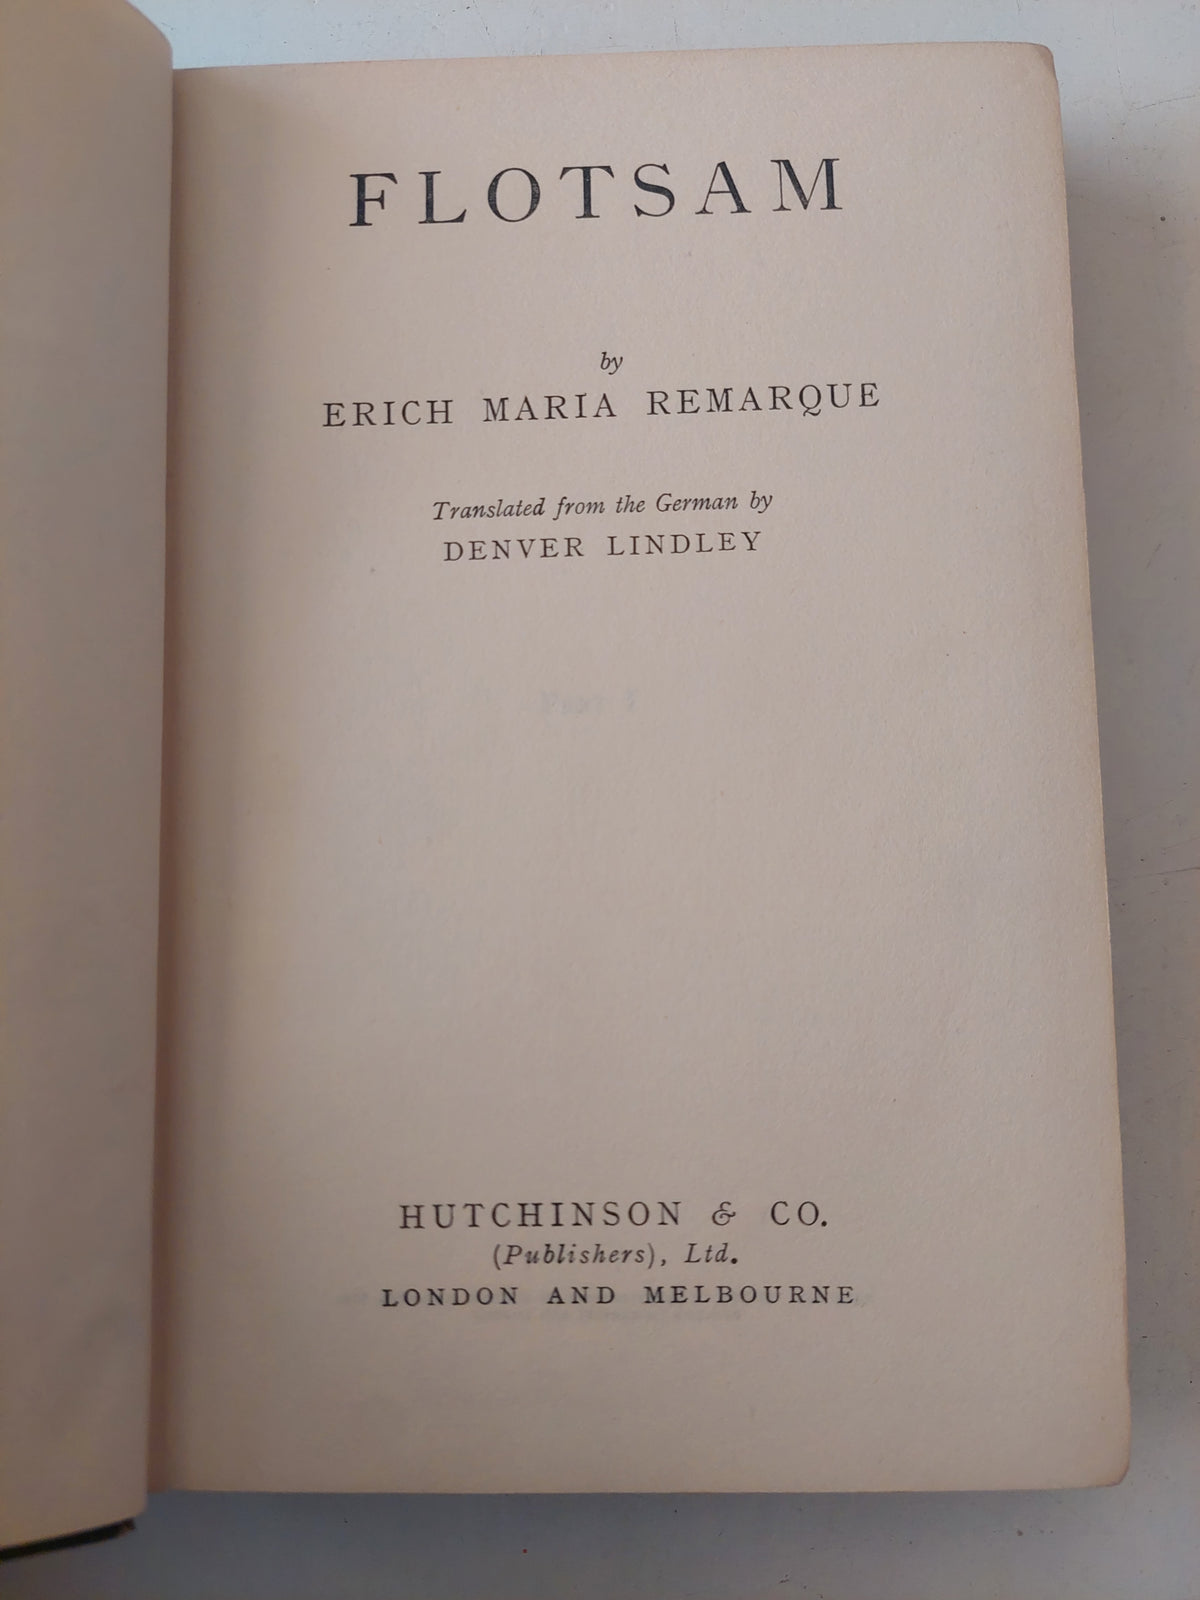 FLOTSAM
by
ERICH MARIA REMARQUE
Translated from the German by
DENVER LINDLEY
HUTCHINSON & CO.
(Publishers), Ltd.
LONDON AND MELBOURNE